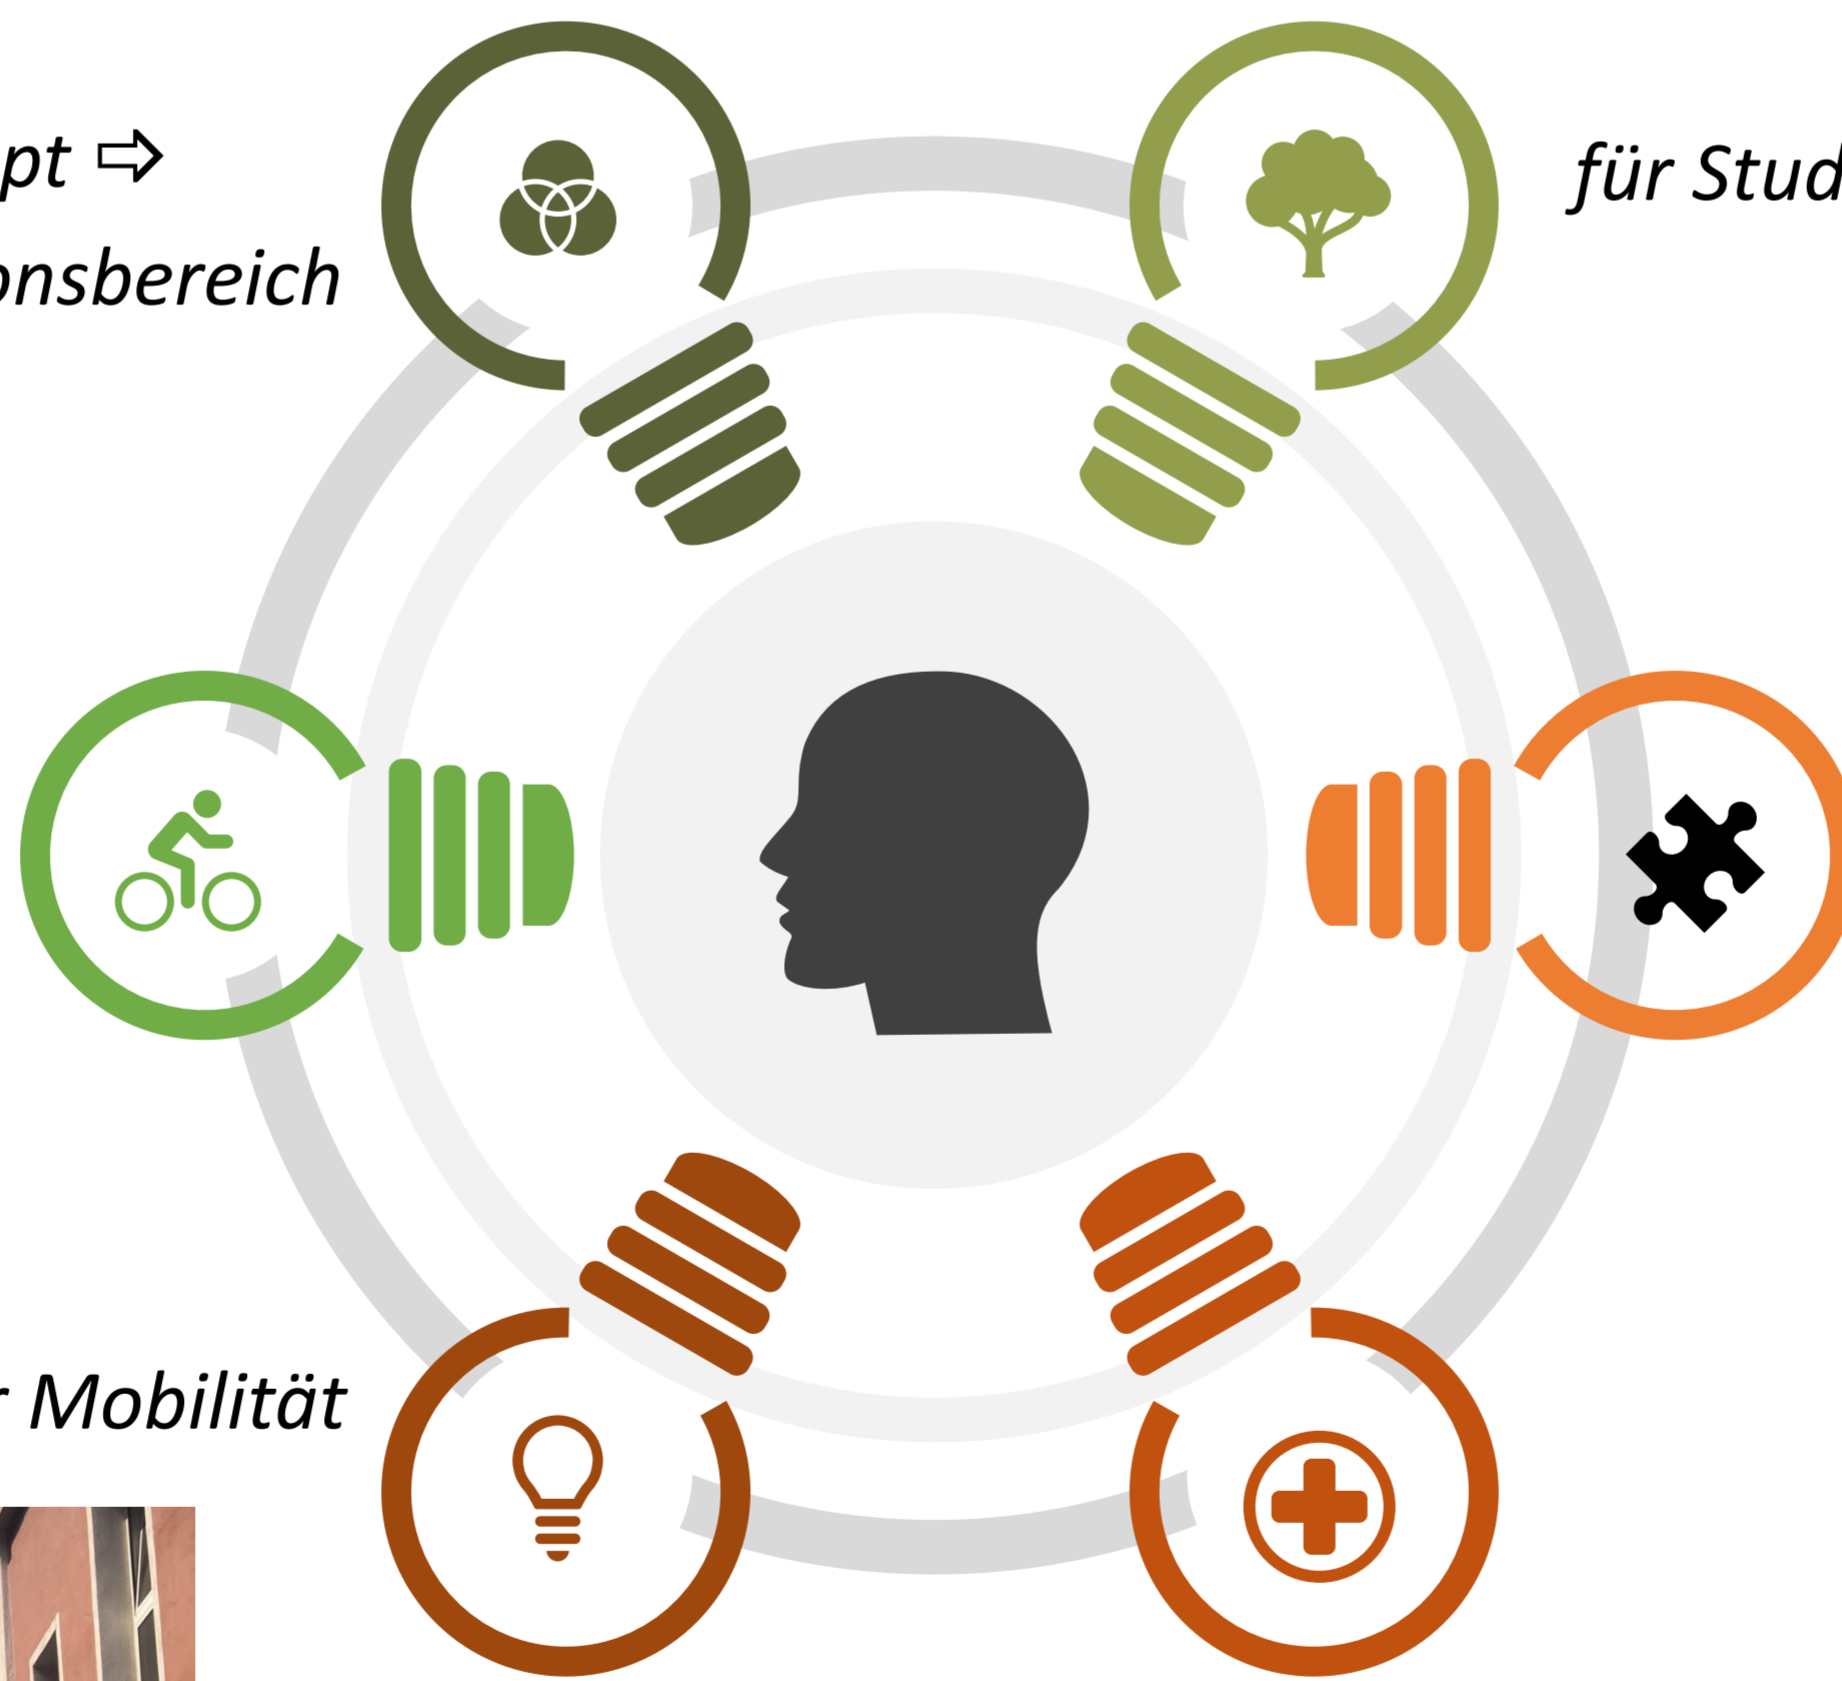 pt ⇨
onsbereich
für Stud
r Mobilität